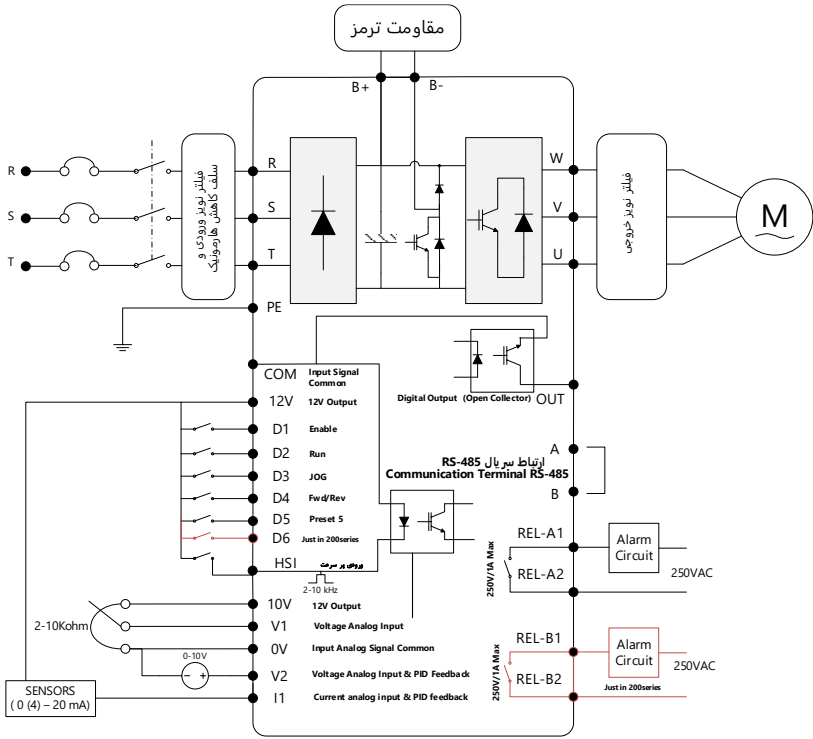 مقاومت ترمز
B+
B-
R
S
T
فیلتر نویز ورودی و
سلف کاهش هارمونیک
R
S
T
W
V
U
فیلتر نویز خروجی
M
PE
COM
Input Signal
Common
12V
12V Output
D1
Enable
D2
Run
D3
JOG
D4
Fwd/Rev
D5
Preset 5
D6
Just in 200series
HSI
ورودی پر سرعت
2-10 kHz
10V
12V Output
V1
Voltage Analog Input
0V
Input Analog Signal Common
V2
Voltage Analog Input & PID Feedback
I1
Current analog input & PID feedback
2-10Kohm
0-10V
- +
SENSORS
( 0 (4) – 20 mA)
Digital Output (Open Collector)
OUT
ارتباط سریال RS-485
Communication Terminal RS-485
A
B
REL-A1
REL-A2
250V/1A Max
Alarm
Circuit
250VAC
REL-B1
REL-B2
250V/1A Max
Alarm
Circuit
250VAC
Just in 200series